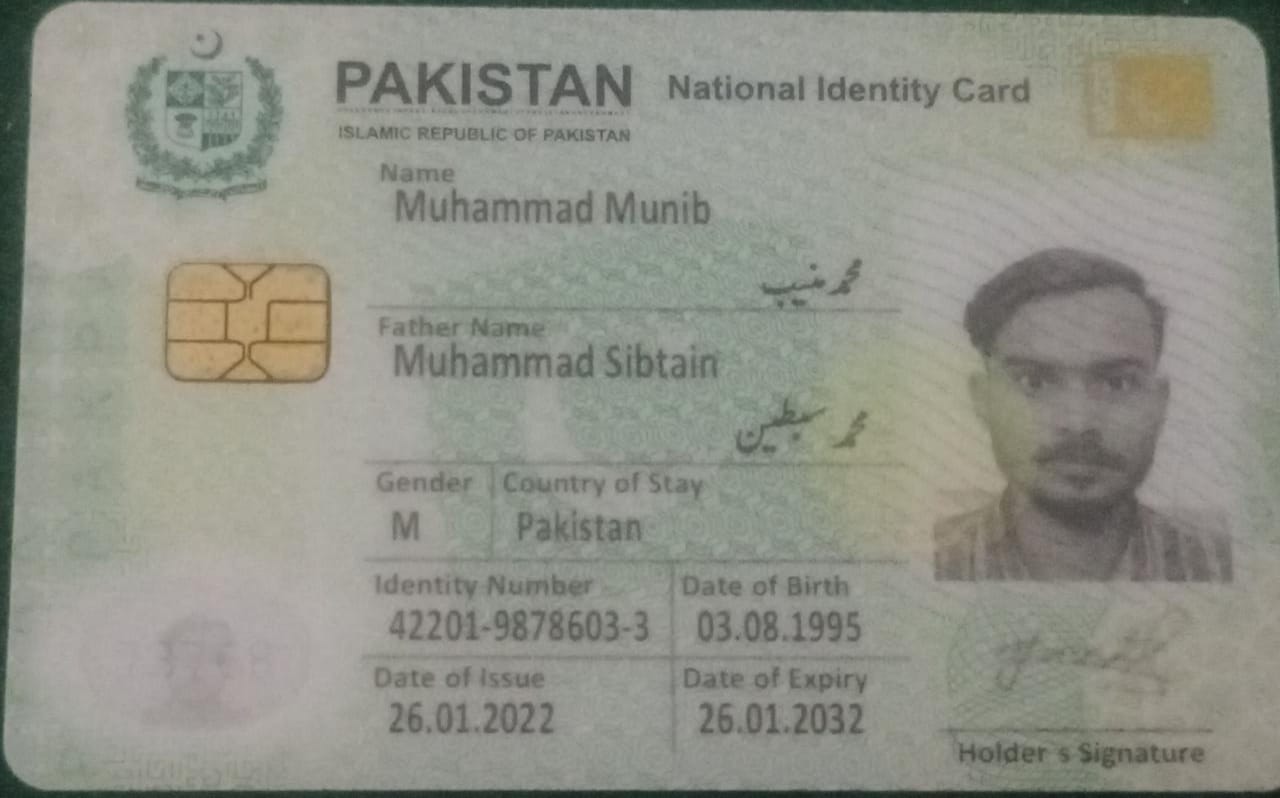 PAKISTAN National Identity Card
ISLAMIC REPUBLIC OF PAKISTAN
Name
Muhammad Munib
محمد منیب
Father Name
Muhammad Sibtain
محمد سبطین
Gender Country of Stay
M Pakistan
Identity Number Date of Birth
42201-9878603-3 03.08.1995
Date of Issue Date of Expiry
26.01.2022 26.01.2032
Holder s Signature